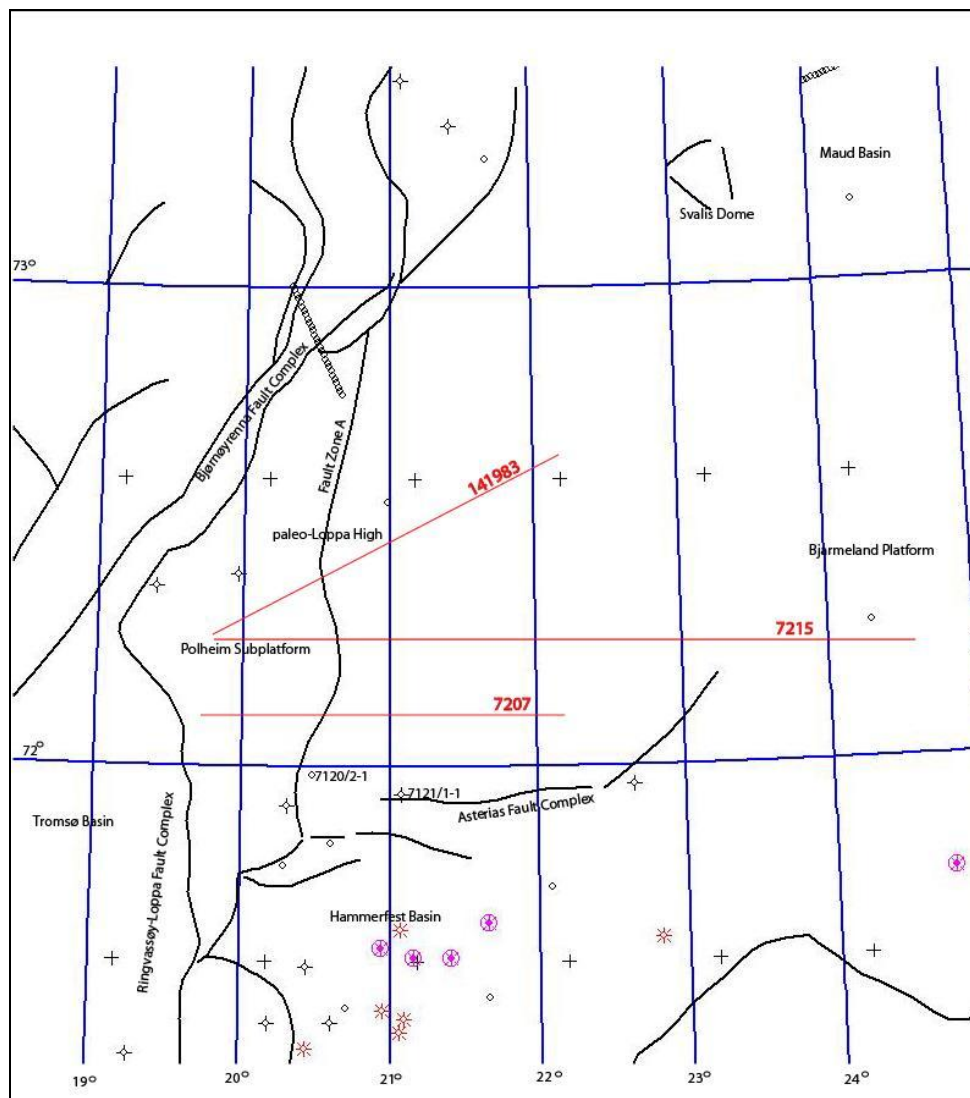 Maud Basin
Svalis Dome
73°
Bjørnøyrenna Fault Complex
Fault Zone A
141983
paleo-Loppa High
Bjarmeland Platform
7215
Polheim Subplatform
7207
72°
7120/2-1
7121/1-1
Asterias Fault Complex
Tromsø Basin
Ringvassøy-Loppa Fault Complex
Hammerfest Basin
19° 20° 21° 22° 23° 24°